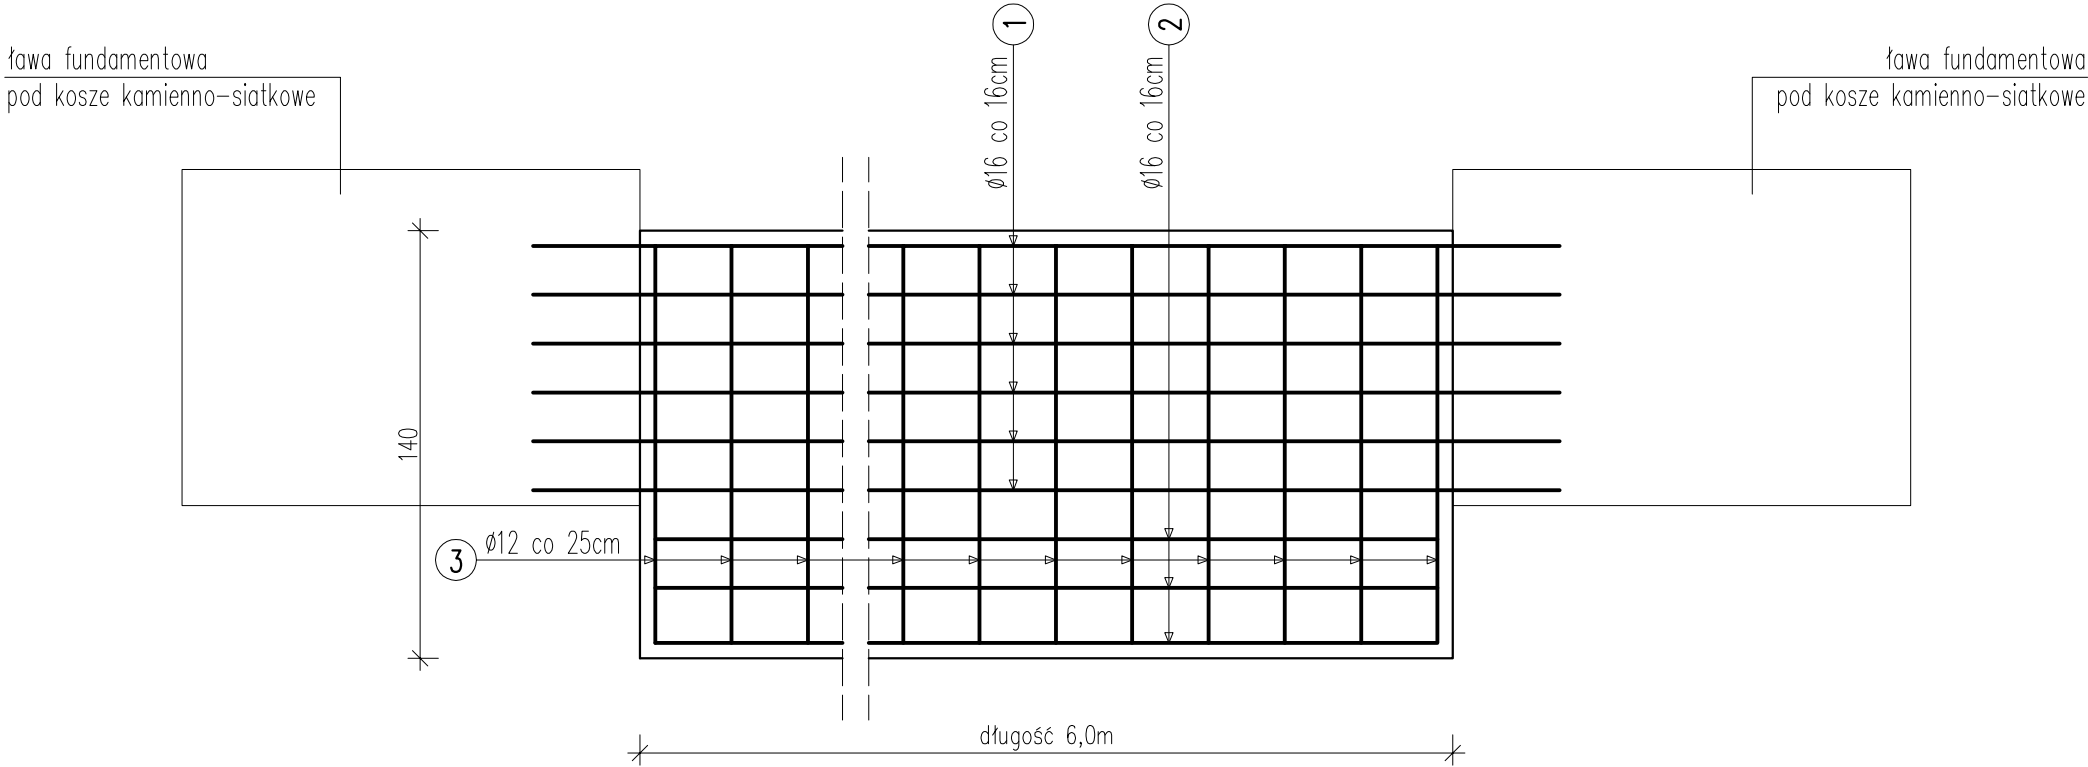 ława fundamentowa
pod kosze kamienno-siatkowe
1
ø16 co 16cm
2
ø16 co 16cm
ława fundamentowa
pod kosze kamienno-siatkowe
140
3
ø12 co 25cm
długość 6,0m